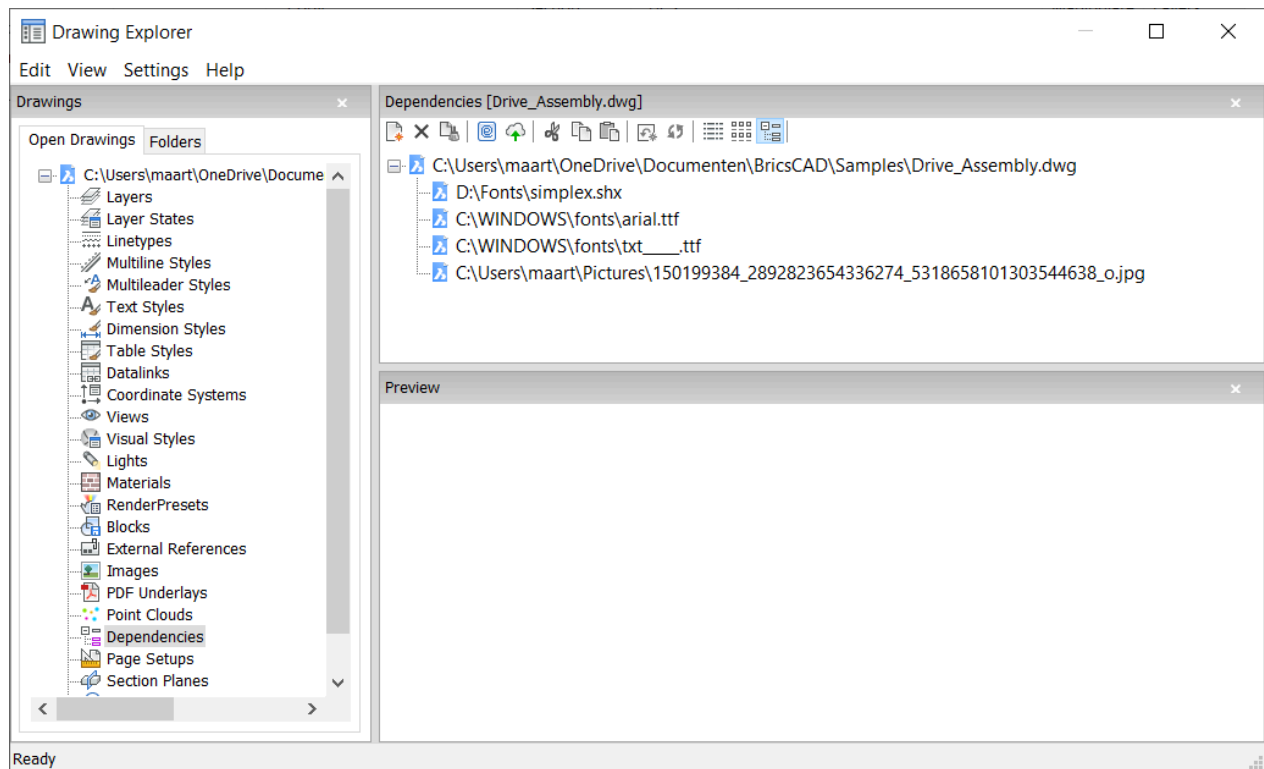 Drawing Explorer
Edit View Settings Help
Drawings
Open Drawings Folders
C:\Users\maart\OneDrive\Docume
Layers
Layer States
Linetypes
Multiline Styles
Multileader Styles
Text Styles
Dimension Styles
Table Styles
Datalinks
Coordinate Systems
Views
Visual Styles
Lights
Materials
RenderPresets
Blocks
External References
Images
PDF Underlays
Point Clouds
Dependencies
Page Setups
Section Planes
Dependencies [Drive_Assembly.dwg]
C:\Users\maart\OneDrive\Documenten\BricsCAD\Samples\Drive_Assembly.dwg
D:\Fonts\simplex.shx
C:\WINDOWS\fonts\arial.ttf
C:\WINDOWS\fonts\txt____.ttf
C:\Users\maart\Pictures\150199384_2892823654336274_5318658101303544638_o.jpg
Preview
Ready